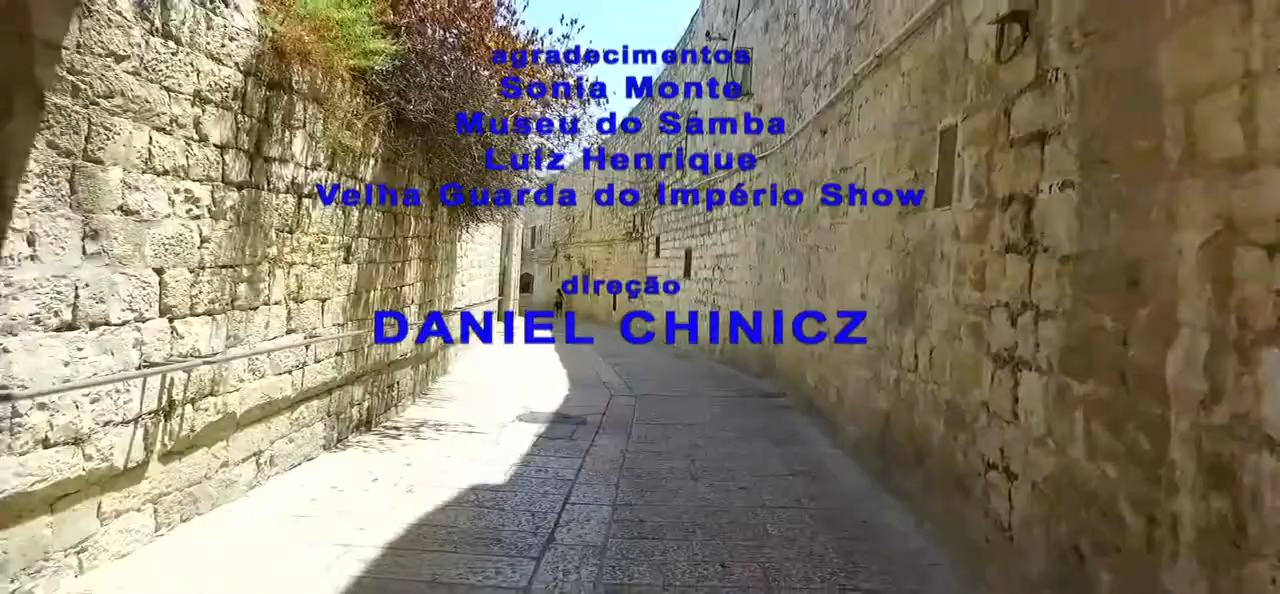 agradecimentos
Sonia Monte
Museu do Samba
Luiz Henrique
Velha Guarda do Império Show
direção
DANIEL CHINICZ